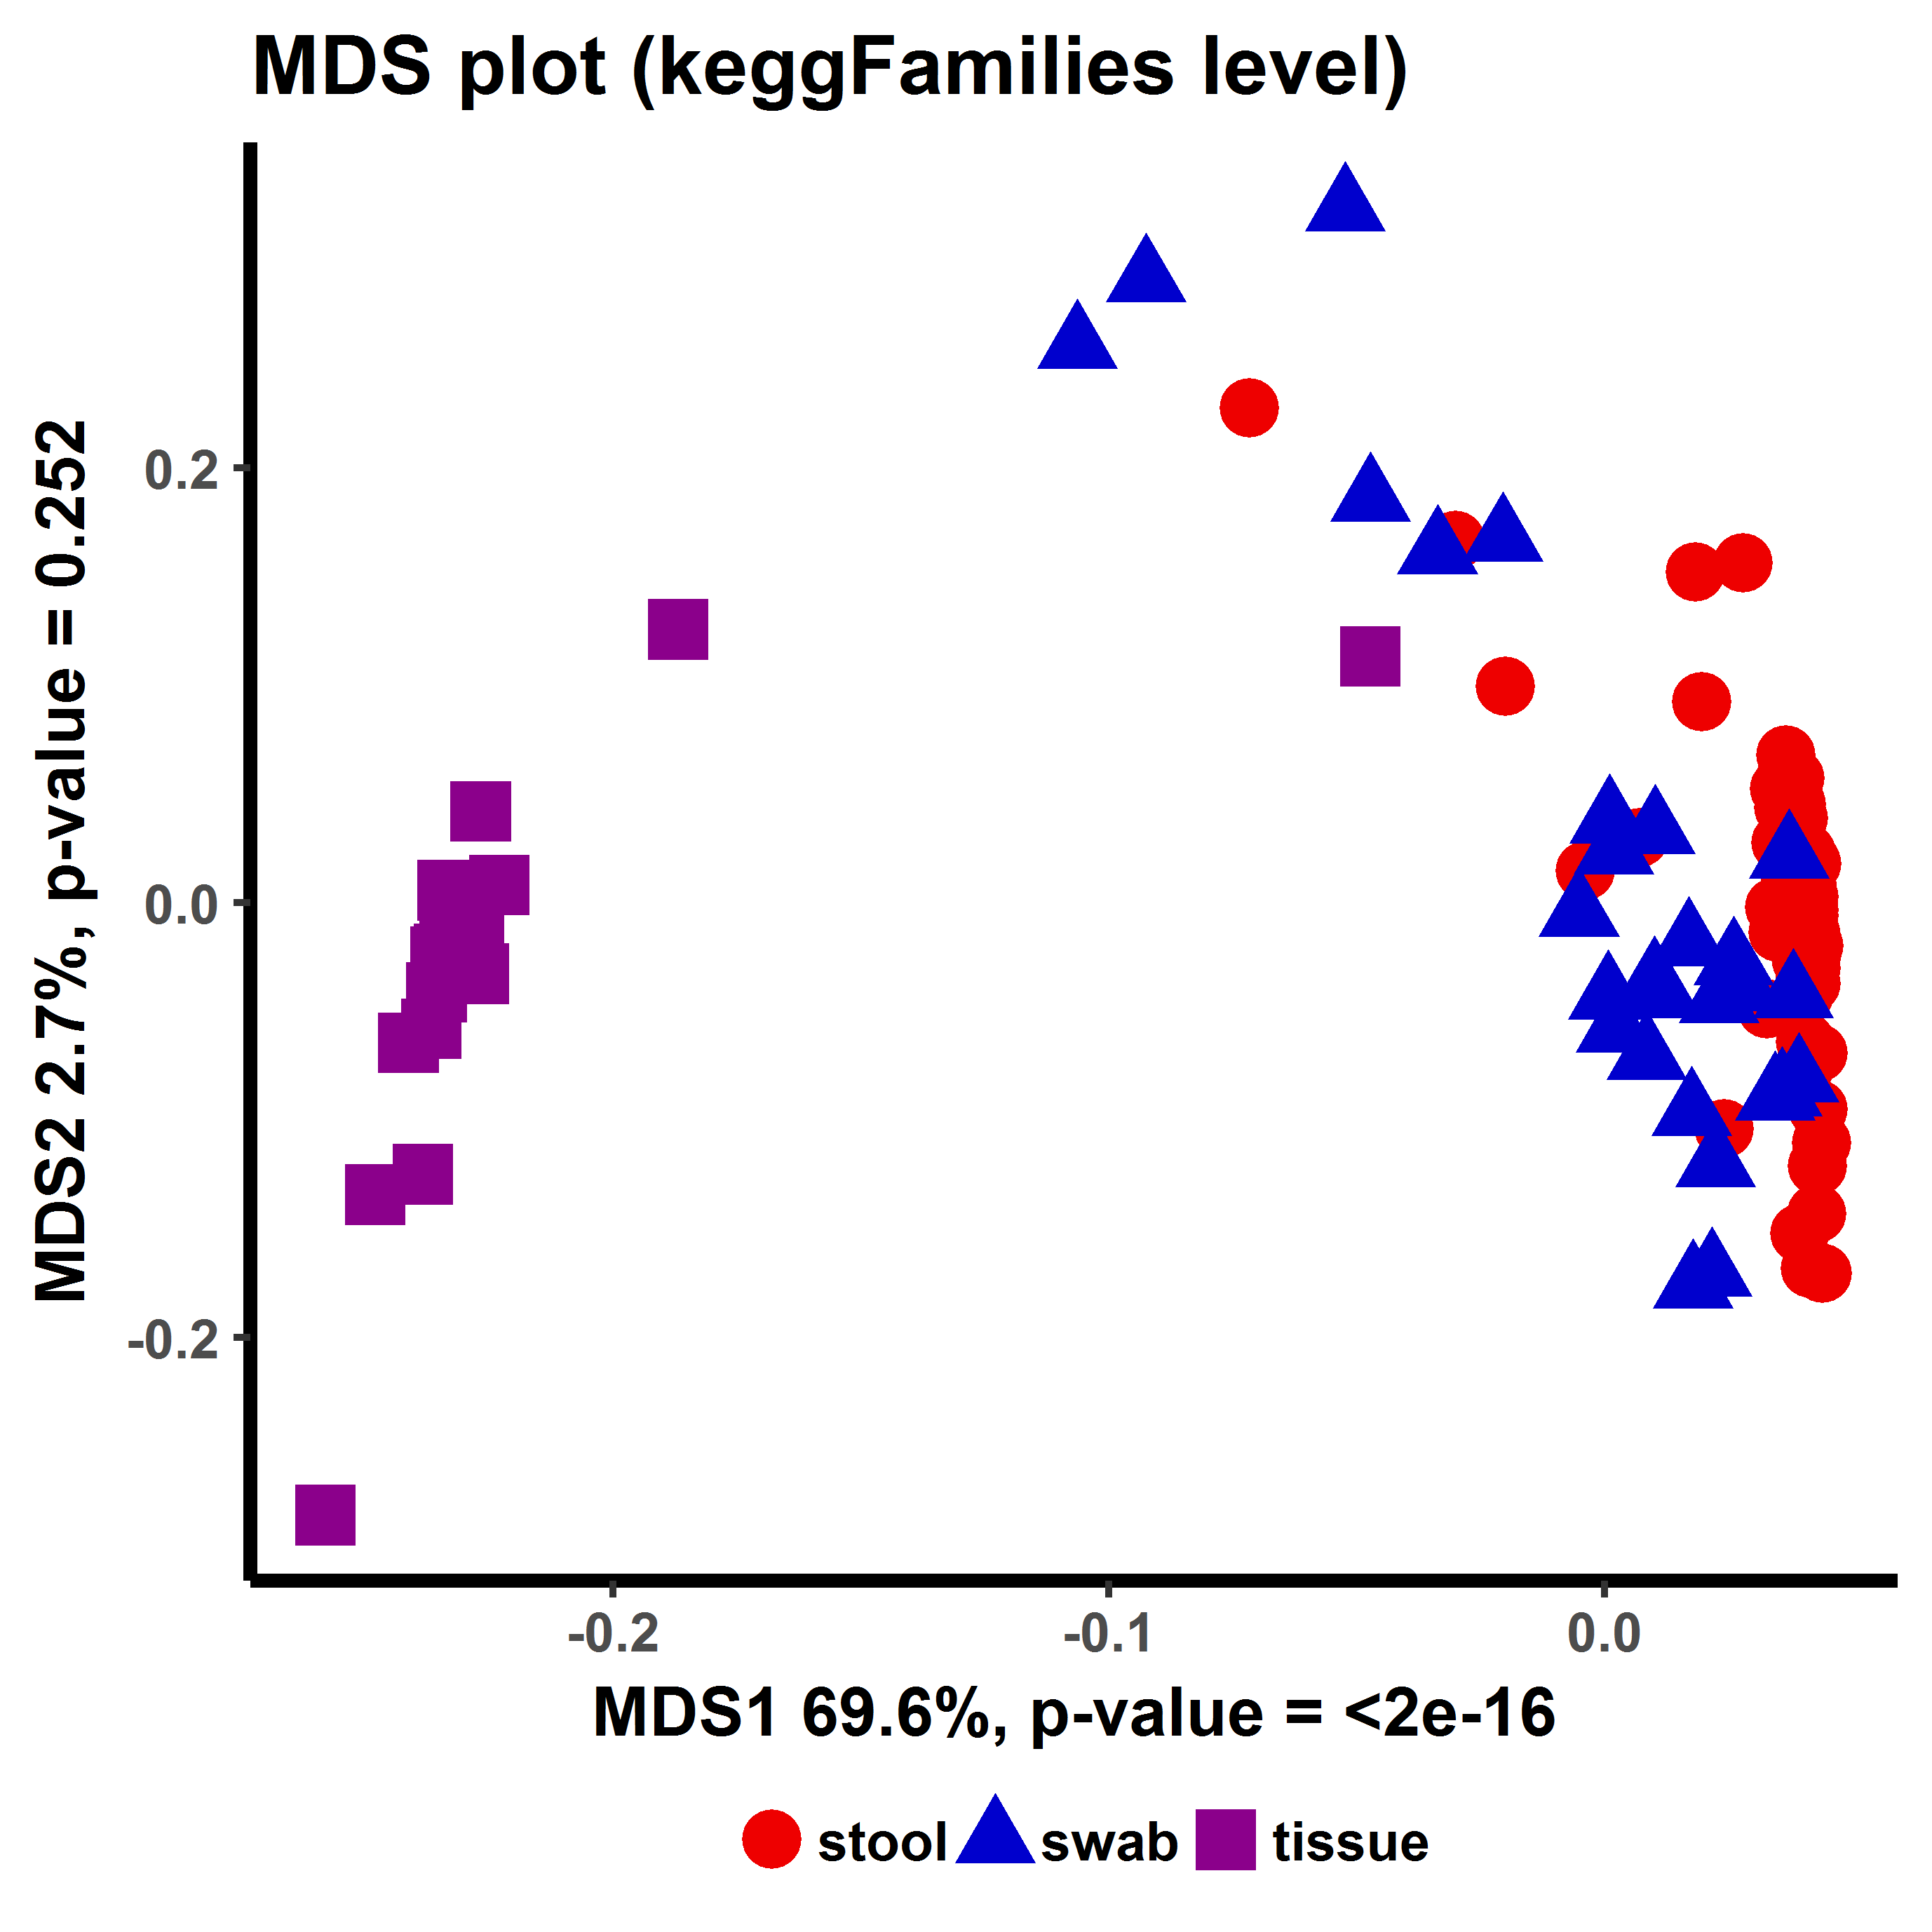 MDS plot (keggFamilies level)
MDS2 2.7%, p-value = 0.252
0.2
0.0
-0.2
-0.2
-0.1
0.0
MDS1 69.6%, p-value = <2e-16
stool
swab
tissue